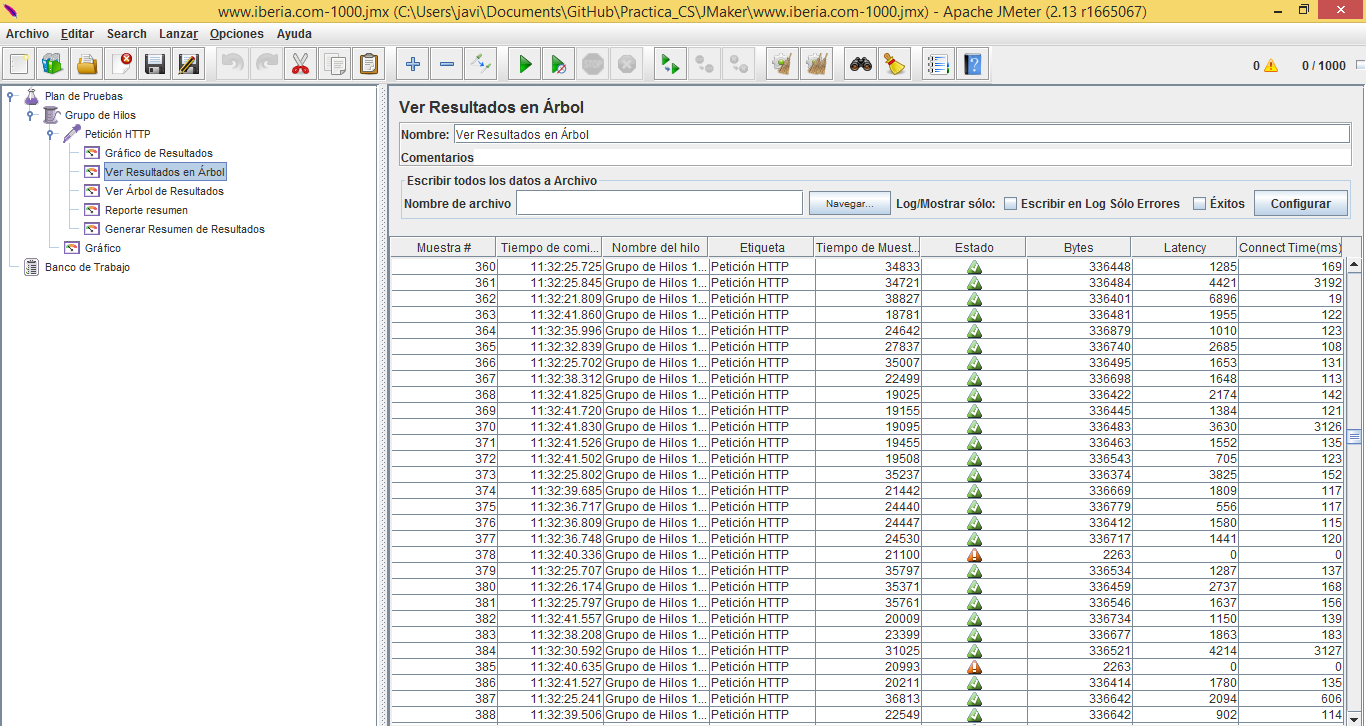 www.iberia.com-1000.jmx (C:\Users\javi\Documents\GitHub\Practica_CS\JMaker\www.iberia.com-1000.jmx) - Apache JMeter (2.13 r1665067)
Archivo Editar Search Lanzar Opciones Ayuda
0 0 / 1000
Plan de Pruebas
Grupo de Hilos
Petición HTTP
Gráfico de Resultados
Ver Resultados en Árbol
Ver Árbol de Resultados
Reporte resumen
Generar Resumen de Resultados
Gráfico
Banco de Trabajo
Ver Resultados en Árbol
Nombre: Ver Resultados en Árbol
Comentarios
Escribir todos los datos a Archivo
Nombre de archivo Navegar... Log/Mostrar sólo: Escribir en Log Sólo Errores Éxitos Configurar
Muestra # Tiempo de comi... Nombre del hilo Etiqueta Tiempo de Muest... Estado Bytes Latency Connect Time(ms)
360 11:32:25.725 Grupo de Hilos 1... Petición HTTP 34833 336448 1285 169
361 11:32:25.845 Grupo de Hilos 1... Petición HTTP 34721 336484 4421 3192
362 11:32:21.809 Grupo de Hilos 1... Petición HTTP 38827 336401 6896 19
363 11:32:41.860 Grupo de Hilos 1... Petición HTTP 18781 336481 1955 122
364 11:32:35.996 Grupo de Hilos 1... Petición HTTP 24642 336879 1010 123
365 11:32:32.839 Grupo de Hilos 1... Petición HTTP 27837 336740 2685 108
366 11:32:25.702 Grupo de Hilos 1... Petición HTTP 35007 336495 1653 131
367 11:32:38.312 Grupo de Hilos 1... Petición HTTP 22499 336698 1648 113
368 11:32:41.825 Grupo de Hilos 1... Petición HTTP 19025 336422 2174 142
369 11:32:41.720 Grupo de Hilos 1... Petición HTTP 19155 336445 1384 121
370 11:32:41.830 Grupo de Hilos 1... Petición HTTP 19095 336483 3630 3126
371 11:32:41.526 Grupo de Hilos 1... Petición HTTP 19455 336463 1552 135
372 11:32:41.502 Grupo de Hilos 1... Petición HTTP 19508 336543 705 123
373 11:32:25.802 Grupo de Hilos 1... Petición HTTP 35237 336374 3825 152
374 11:32:39.685 Grupo de Hilos 1... Petición HTTP 21442 336669 1809 117
375 11:32:36.717 Grupo de Hilos 1... Petición HTTP 24440 336779 556 117
376 11:32:36.809 Grupo de Hilos 1... Petición HTTP 24447 336412 1580 115
377 11:32:36.748 Grupo de Hilos 1... Petición HTTP 24530 336717 1441 120
378 11:32:40.336 Grupo de Hilos 1... Petición HTTP 21100 2263 0 0
379 11:32:25.707 Grupo de Hilos 1... Petición HTTP 35797 336534 1287 137
380 11:32:26.174 Grupo de Hilos 1... Petición HTTP 35371 336459 2737 168
381 11:32:25.797 Grupo de Hilos 1... Petición HTTP 35761 336546 1637 156
382 11:32:41.557 Grupo de Hilos 1... Petición HTTP 20009 336734 1150 139
383 11:32:38.208 Grupo de Hilos 1... Petición HTTP 23399 336677 1863 183
384 11:32:30.592 Grupo de Hilos 1... Petición HTTP 31025 336521 4214 3127
385 11:32:40.635 Grupo de Hilos 1... Petición HTTP 20993 2263 0 0
386 11:32:41.527 Grupo de Hilos 1... Petición HTTP 20211 336414 1780 135
387 11:32:25.241 Grupo de Hilos 1... Petición HTTP 36813 336642 2094 606
388 11:32:39.506 Grupo de Hilos 1... Petición HTTP 22549 336642 902 114